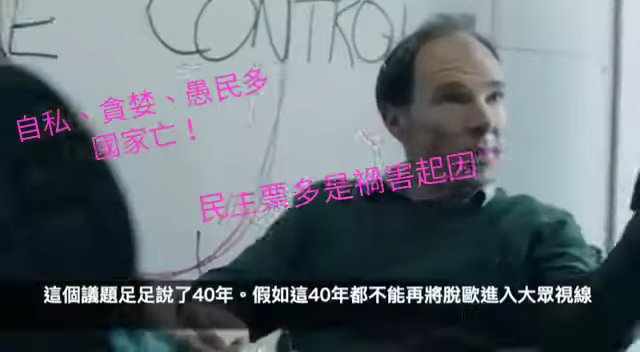 CONTROL
自私、貪婪、愚民多
國家亡！
民主票多是禍害起因
這個議題足足說了40年。假如這40年都不能再將脫歐進入大眾視線